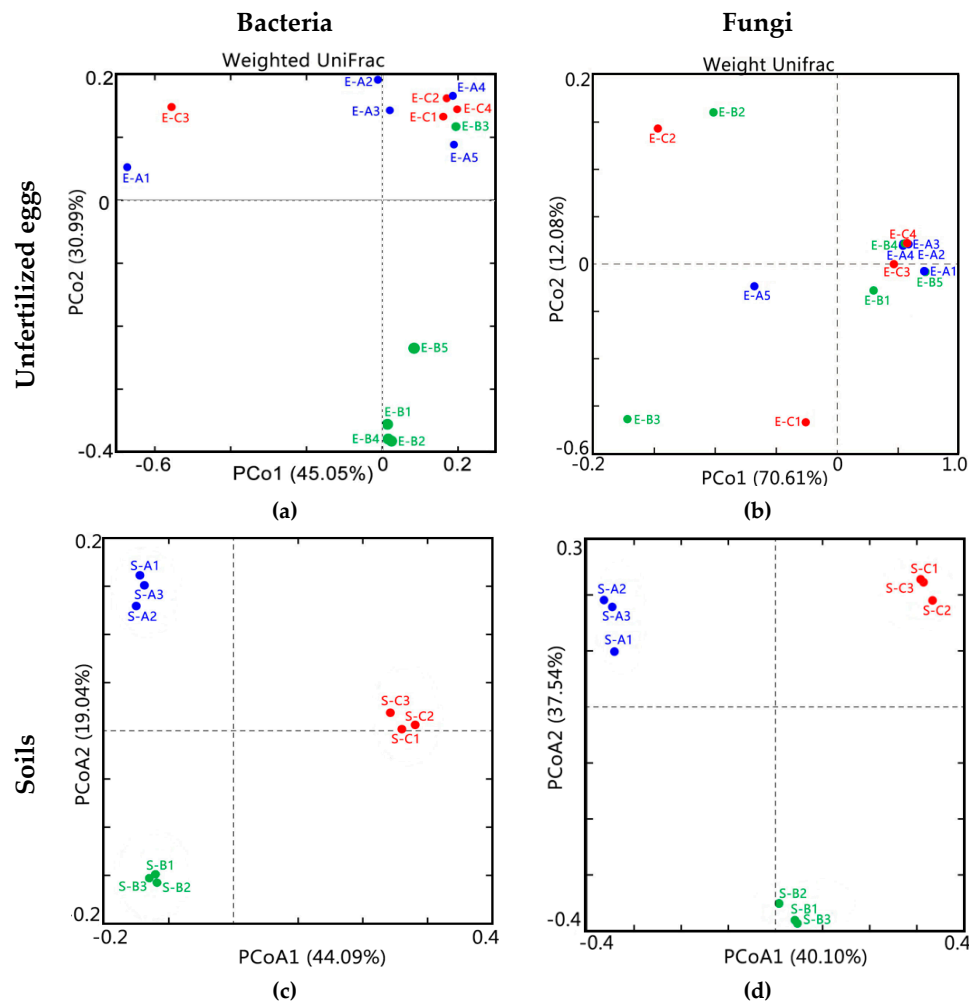 Bacteria
Fungi
Unfertilized eggs
Soils
Weighted UniFrac
0.2
0
-0.4
-0.6
0
0.2
PCo2 (30.99%)
PCo1 (45.05%)
E-A2
E-A4
E-C2
E-A3
E-C4
E-C1
E-B3
E-C3
E-A5
E-A1
E-B5
E-B1
E-B4
E-B2
(a)
Weight Unifrac
0.2
0
-0.6
-0.2
0
1.0
PCo2 (12.08%)
PCo1 (70.61%)
E-B2
E-C2
E-C4
E-B4
E-A3
E-A4
E-A2
E-C3
E-A1
E-B5
E-A5
E-B1
E-B3
E-C1
(b)
0.2
-0.2
-0.2
0.4
PCoA2 (19.04%)
PCoA1 (44.09%)
S-A1
S-A3
S-A2
S-C3
S-C2
S-C1
S-B1
S-B3
S-B2
(c)
0.3
-0.4
-0.4
0.4
PCoA2 (37.54%)
PCoA1 (40.10%)
S-A2
S-A3
S-A1
S-C1
S-C3
S-C2
S-B2
S-B1
S-B3
(d)